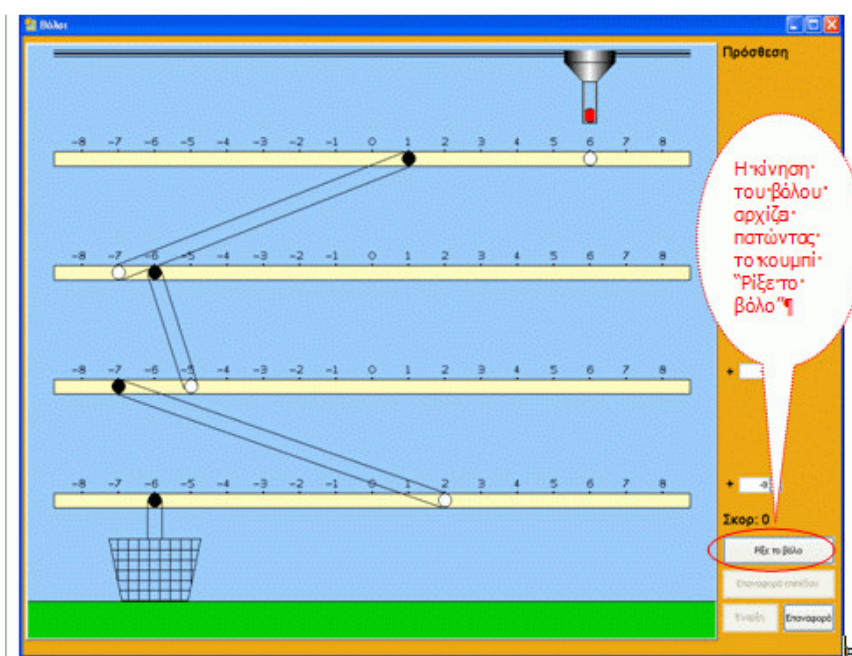 Βόλοι
Πρόσθεση
-8 -7 -6 -5 -4 -3 -2 -1 0 1 2 3 4 5 6 7 8
Η κίνηση
του βόλου
αρχίζει
πατώντας
το κουμπί
"Ρίξε το
βόλο"¶
-8 -7 -6 -5 -4 -3 -2 -1 0 1 2 3 4 5 6 7 8
-8 -7 -6 -5 -4 -3 -2 -1 0 1 2 3 4 5 6 7 8
+
-8 -7 -6 -5 -4 -3 -2 -1 0 1 2 3 4 5 6 7 8
+
Σκορ: 0
Ρίξε το βόλο
Επαναφορά επιπέδου
Έναρξη Επαναφορά